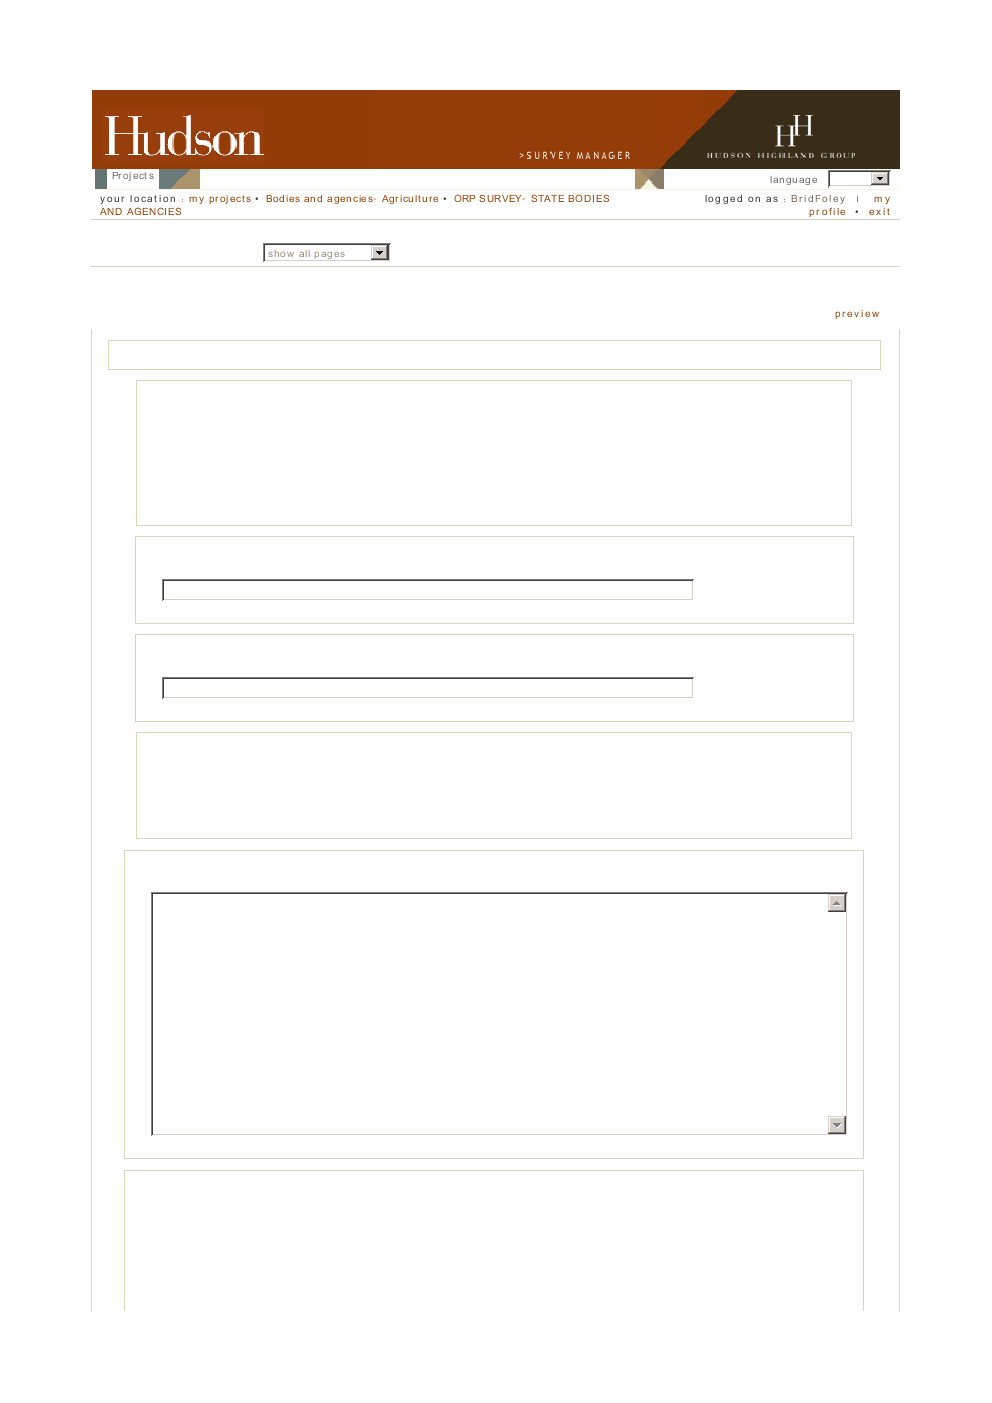 Hudson
>SURVEY MANAGER
HH
HUDSON HIGHLAND GROUP
Projects
language
your location : my projects • Bodies and agencies- Agriculture • ORP SURVEY- STATE BODIES AND AGENCIES
logged on as : BridFoley | my profile • exit
show all pages
preview